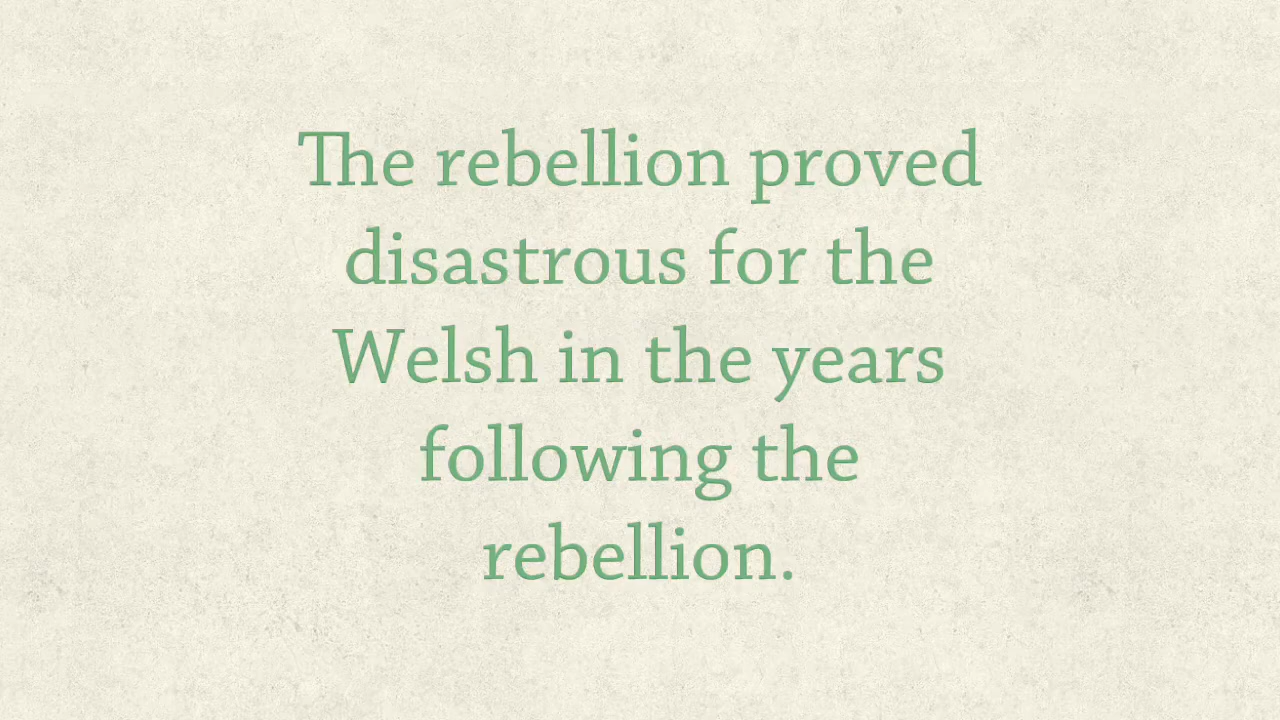 The rebellion proved
disastrous for the
Welsh in the years
following the
rebellion.